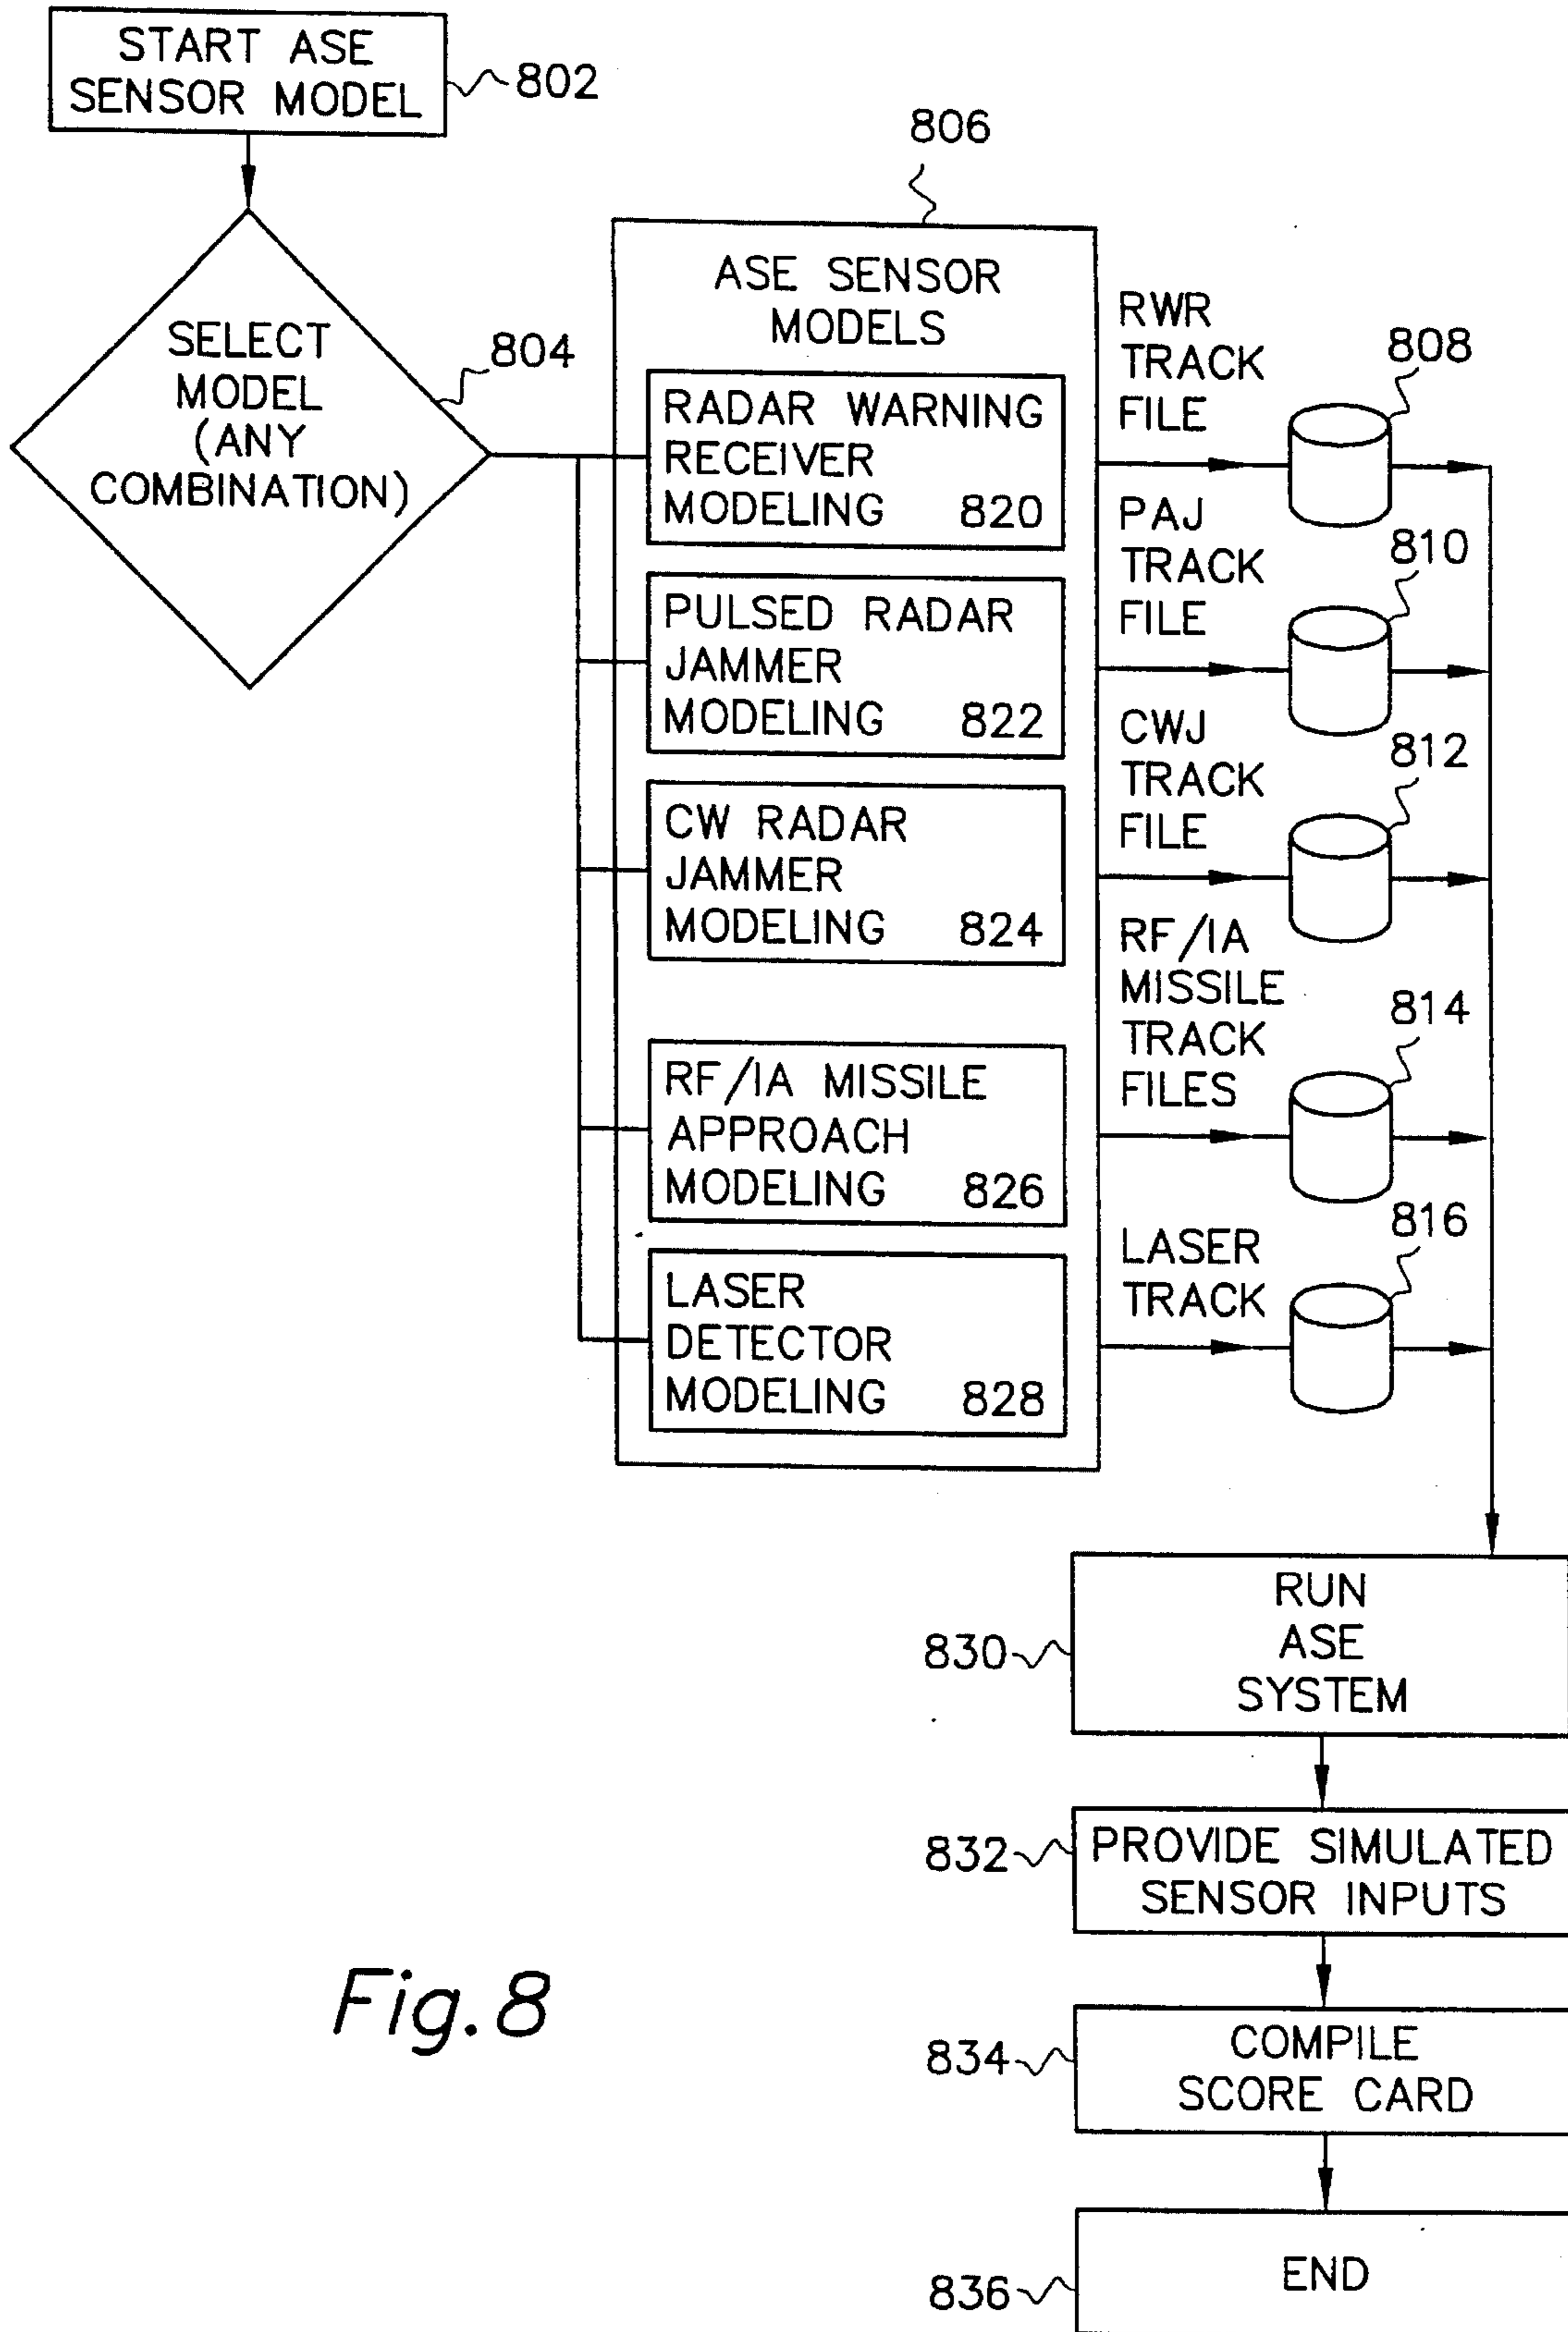 START ASE
SENSOR MODEL
802
SELECT
MODEL
(ANY
COMBINATION)
804
806
ASE SENSOR
MODELS
RADAR WARNING
RECEIVER
MODELING 820
PULSED RADAR
JAMMER
MODELING 822
CW RADAR
JAMMER
MODELING 824
RF/IA MISSILE
APPROACH
MODELING 826
LASER
DETECTOR
MODELING 828
RWR
TRACK
FILE
808
PAJ
TRACK
FILE
810
CWJ
TRACK
FILE
812
RF/IA
MISSILE
TRACK
FILES
814
LASER
TRACK
816
RUN
ASE
SYSTEM
830
PROVIDE SIMULATED
SENSOR INPUTS
832
COMPILE
SCORE CARD
834
END
836
Fig. 8